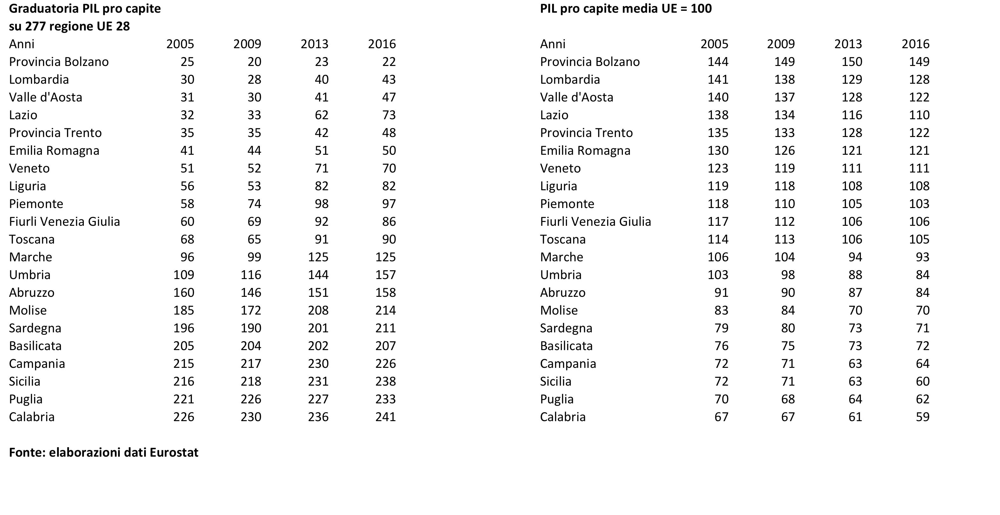 Graduatoria PIL pro capite
su 277 regione UE 28
Anni 2005 2009 2013 2016
Provincia Bolzano 25 20 23 22
Lombardia 30 28 40 43
Valle d'Aosta 31 30 41 47
Lazio 32 33 62 73
Provincia Trento 35 35 42 48
Emilia Romagna 41 44 51 50
Veneto 51 52 71 70
Liguria 56 53 82 82
Piemonte 58 74 98 97
Fiurli Venezia Giulia 60 69 92 86
Toscana 68 65 91 90
Marche 96 99 125 125
Umbria 109 116 144 157
Abruzzo 160 146 151 158
Molise 185 172 208 214
Sardegna 196 190 201 211
Basilicata 205 204 202 207
Campania 215 217 230 226
Sicilia 216 218 231 238
Puglia 221 226 227 233
Calabria 226 230 236 241
Fonte: elaborazioni dati Eurostat
PIL pro capite media UE = 100
Anni 2005 2009 2013 2016
Provincia Bolzano 144 149 150 149
Lombardia 141 138 129 128
Valle d'Aosta 140 137 128 122
Lazio 138 134 116 110
Provincia Trento 135 133 128 122
Emilia Romagna 130 126 121 121
Veneto 123 119 111 111
Liguria 119 118 108 108
Piemonte 118 110 105 103
Fiurli Venezia Giulia 117 112 106 106
Toscana 114 113 106 105
Marche 106 104 94 93
Umbria 103 98 88 84
Abruzzo 91 90 87 84
Molise 83 84 70 70
Sardegna 79 80 73 71
Basilicata 76 75 73 72
Campania 72 71 63 64
Sicilia 72 71 63 60
Puglia 70 68 64 62
Calabria 67 67 61 59